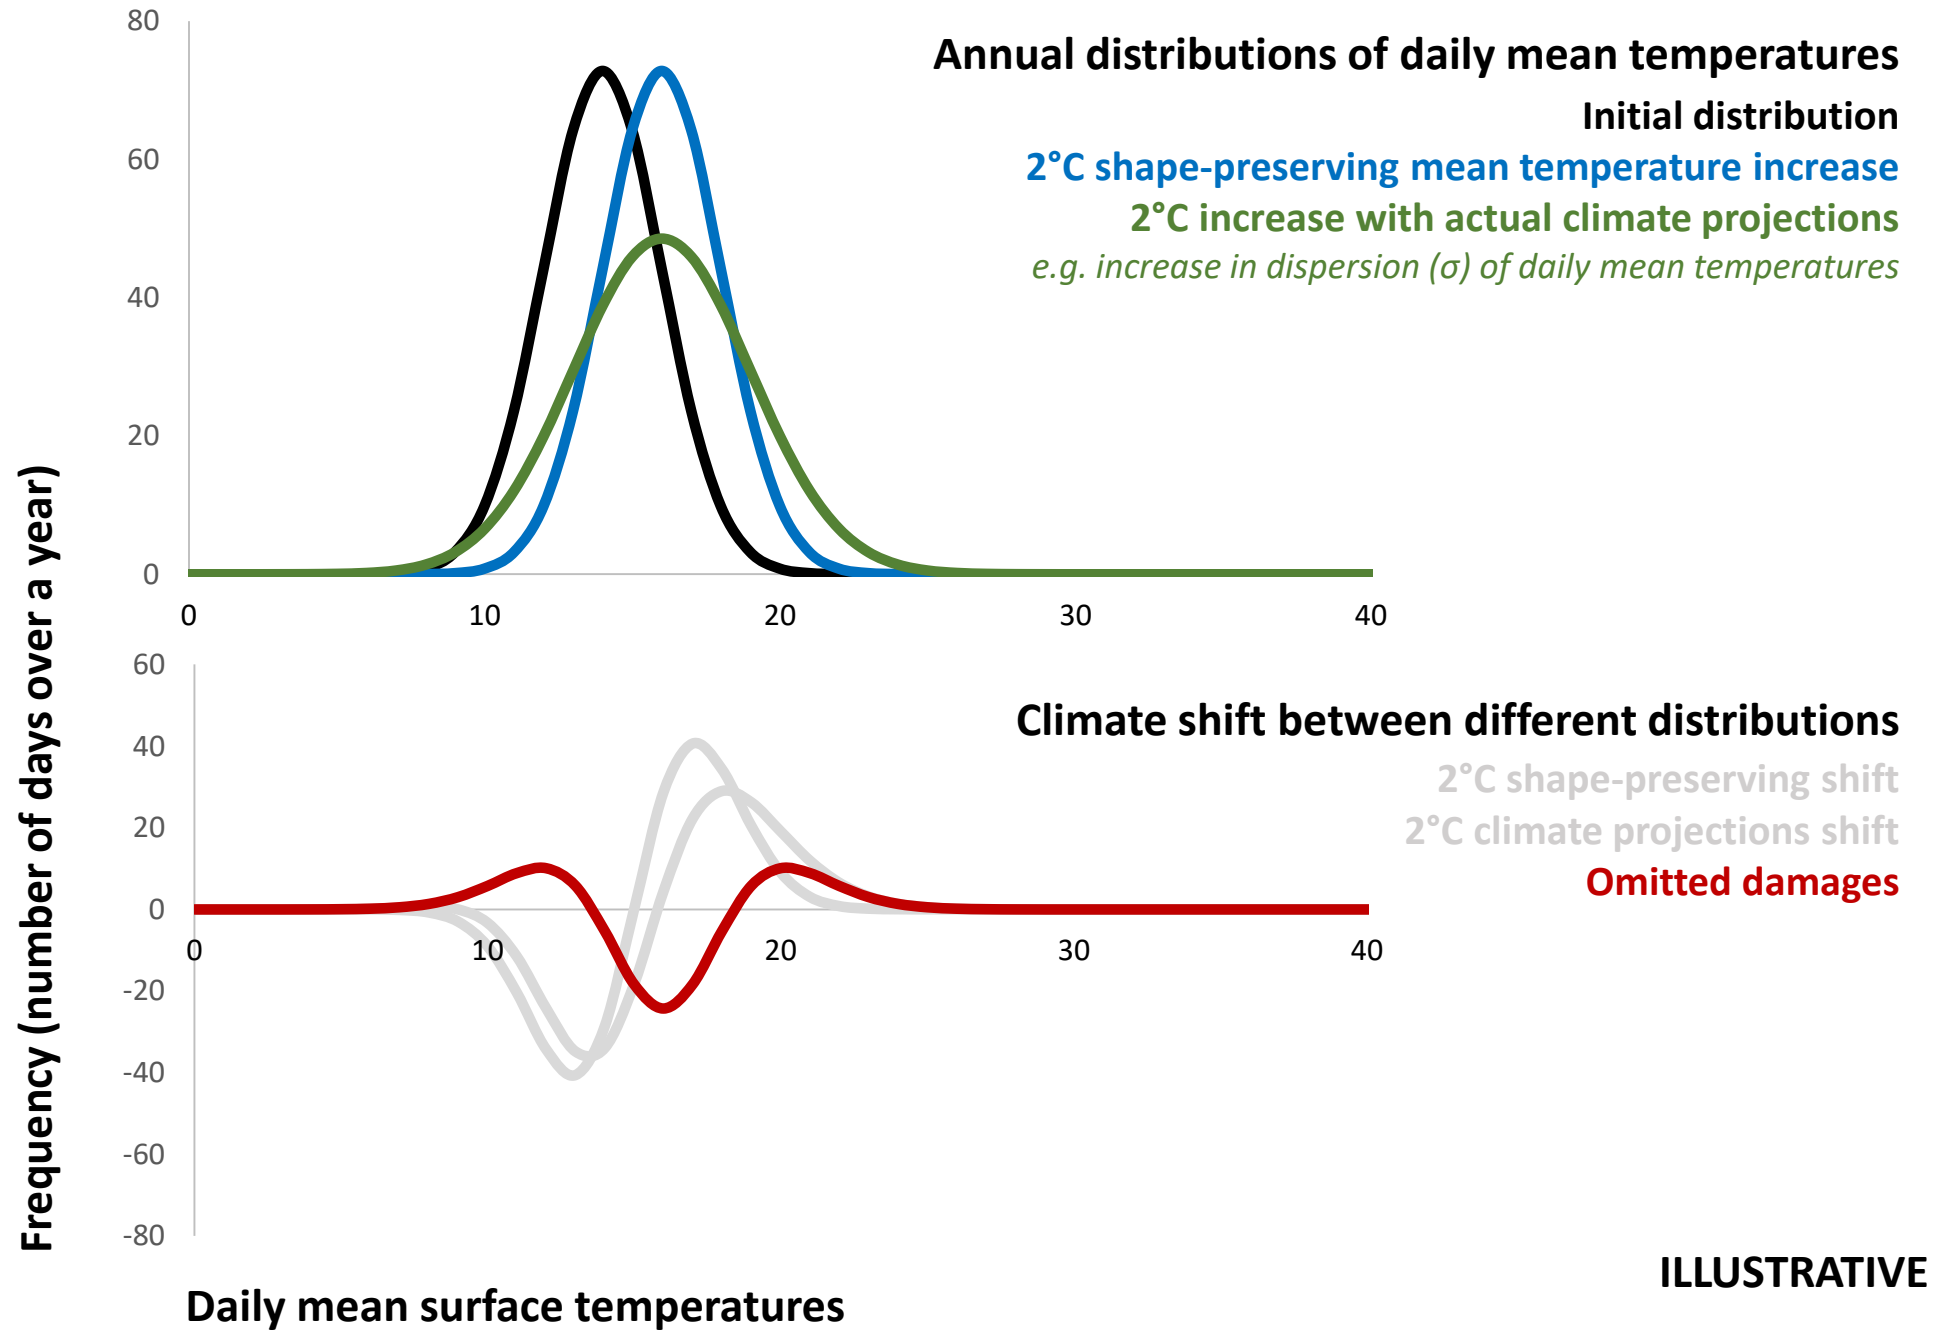 80
60
40
20
0
0 10 20 30 40
Annual distributions of daily mean temperatures
Initial distribution
2°C shape-preserving mean temperature increase
2°C increase with actual climate projections
e.g. increase in dispersion (σ) of daily mean temperatures
Frequency (number of days over a year)
60
40
20
0
-20
-40
-60
-80
0 10 20 30 40
Climate shift between different distributions
2°C shape-preserving shift
2°C climate projections shift
Omitted damages
ILLUSTRATIVE
Daily mean surface temperatures